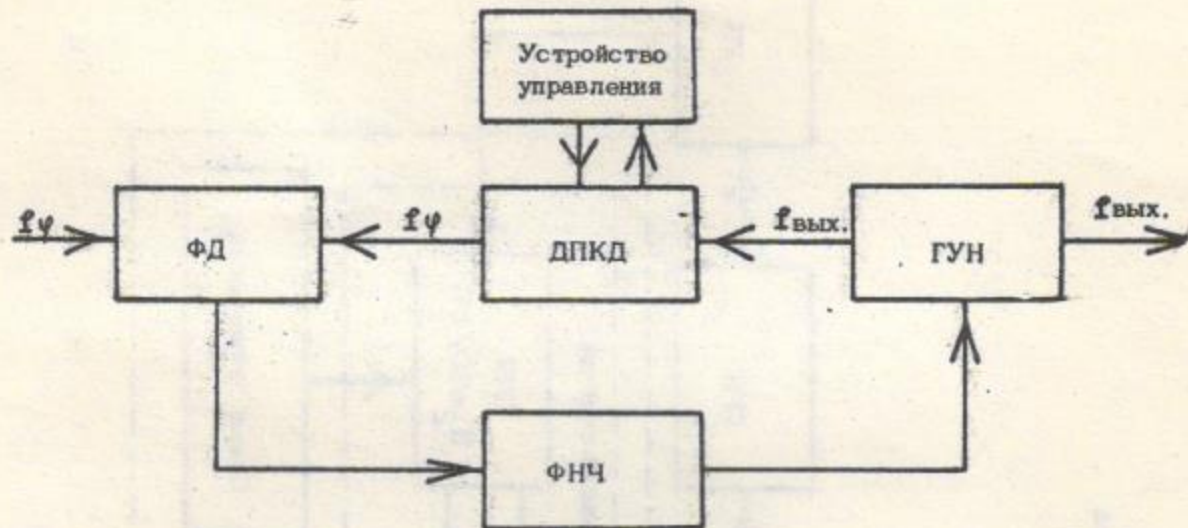 Устройство
управления
fφ
ФД
fφ
ДПКД
fвых.
ГУН
fвых.
ФНЧ